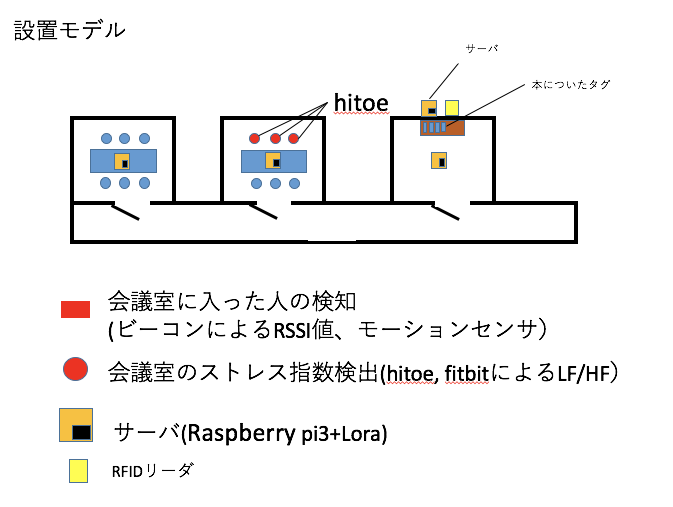 設置モデル
サーバ
本についたタグ
hitoe
会議室に入った人の検知
(ビーコンによるRSSI値、モーションセンサ）
会議室のストレス指数検出(hitoe, fitbitによるLF/HF）
サーバ(Raspberry pi3+Lora)
RFIDリーダ